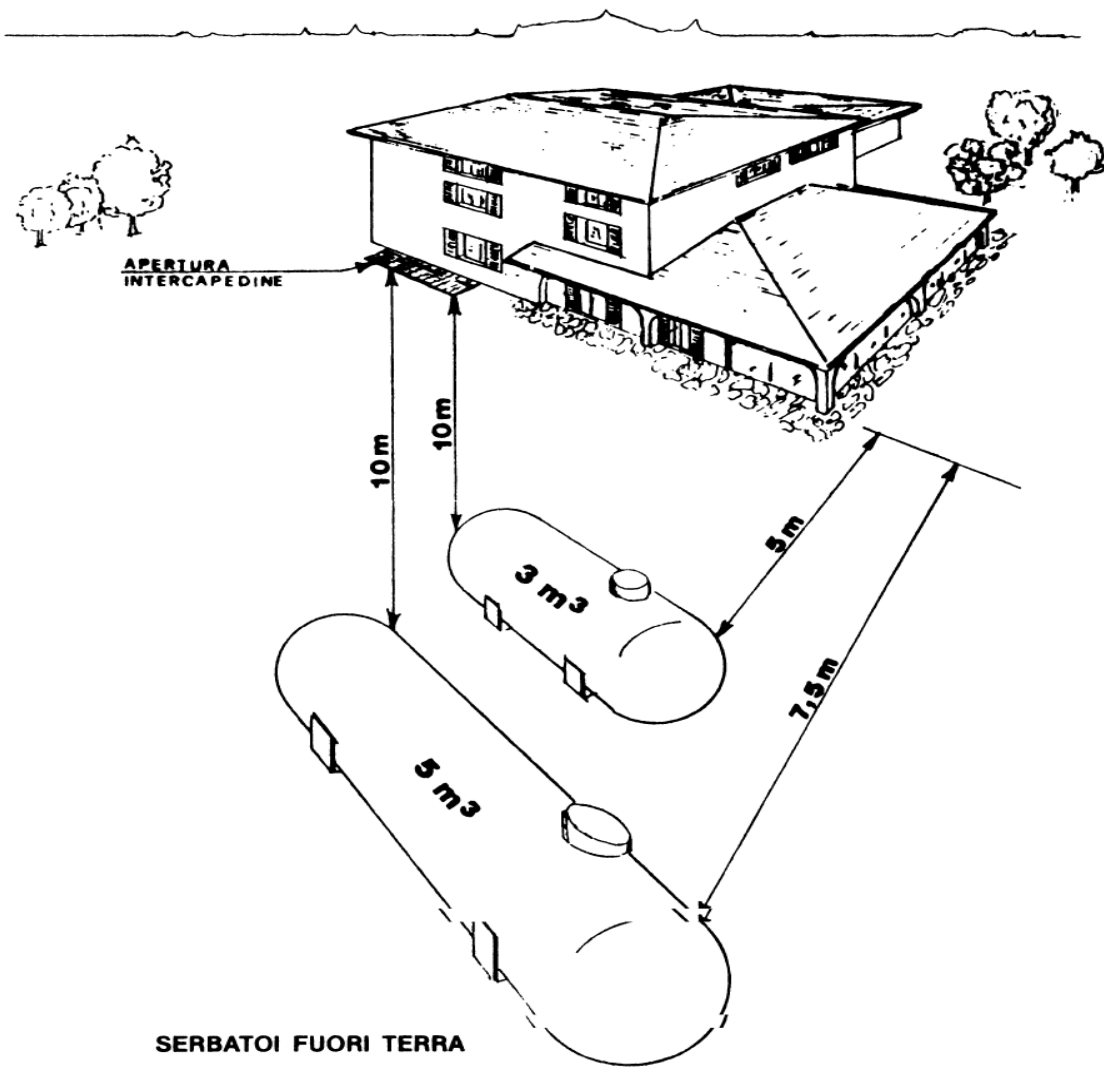 APERTURA
INTERCAPEDINE
10m
10m
5m
7,5m
3 m³
5 m³
SERBATOI FUORI TERRA